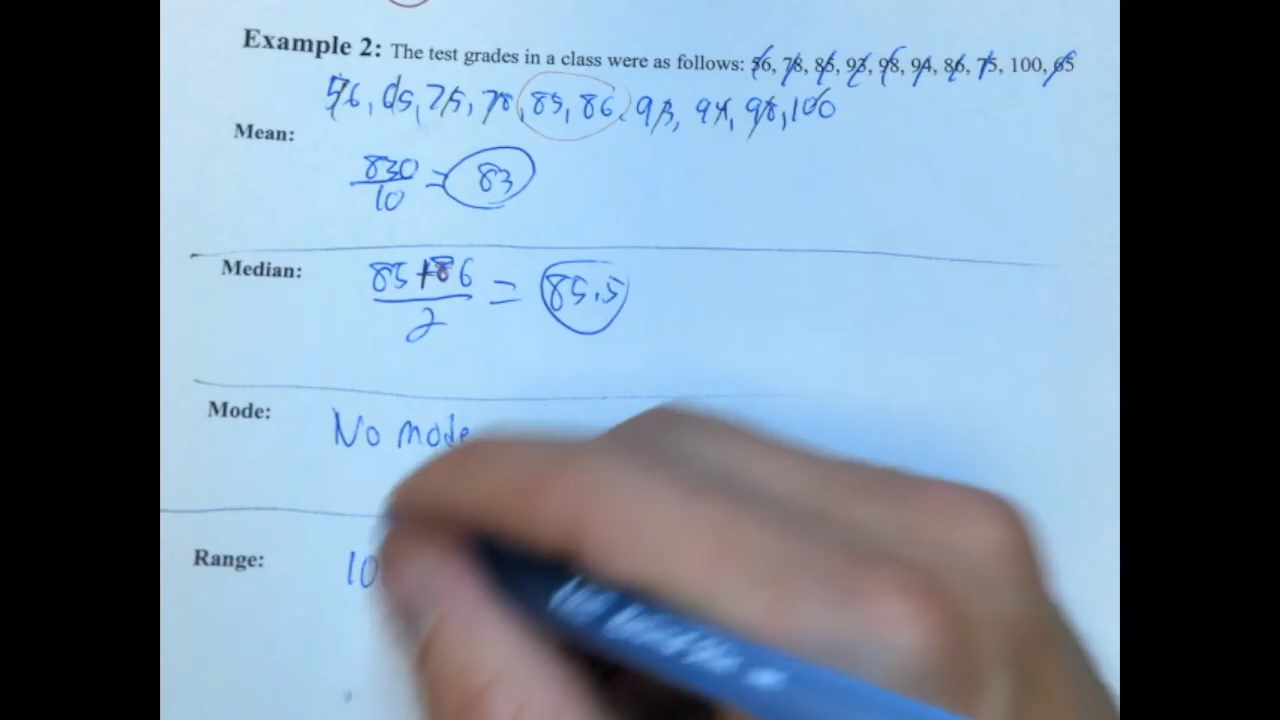 Example 2: The test grades in a class were as follows: 56, 78, 85, 93, 98, 94, 86, 75, 100, 65
56, 65, 75, 78, 85, 86, 93, 94, 98, 100
Mean:
830
10
= 83
Median:
85+86
2
= 85.5
Mode: No mode
Range: 10